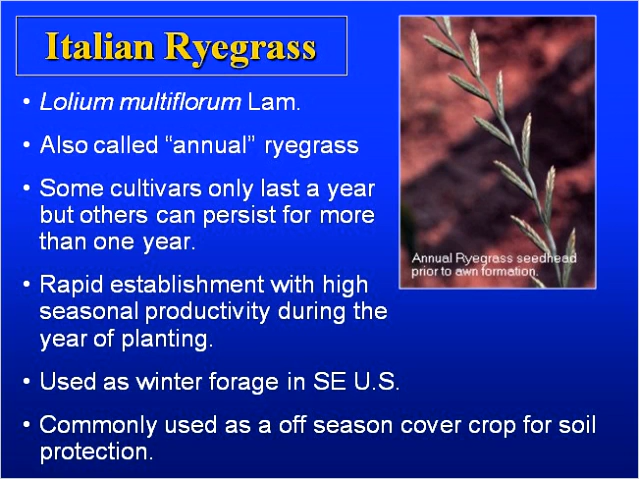 Italian Ryegrass
• Lolium multiflorum Lam.
• Also called “annual” ryegrass
• Some cultivars only last a year
but others can persist for more
than one year.
Annual Ryegrass seedhead
prior to awn formation.
• Rapid establishment with high
seasonal productivity during the
year of planting.
• Used as winter forage in SE U.S.
• Commonly used as a off season cover crop for soil
protection.